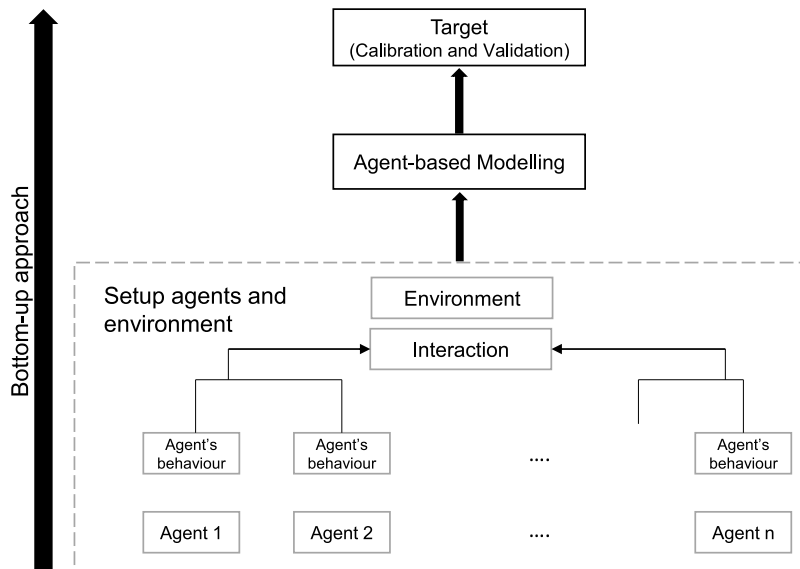 Target
(Calibration and Validation)
Agent-based Modelling
Bottom-up approach
Setup agents and
environment
Environment
Interaction
Agent's
behaviour
Agent's
behaviour
....
Agent's
behaviour
Agent 1
Agent 2
....
Agent n